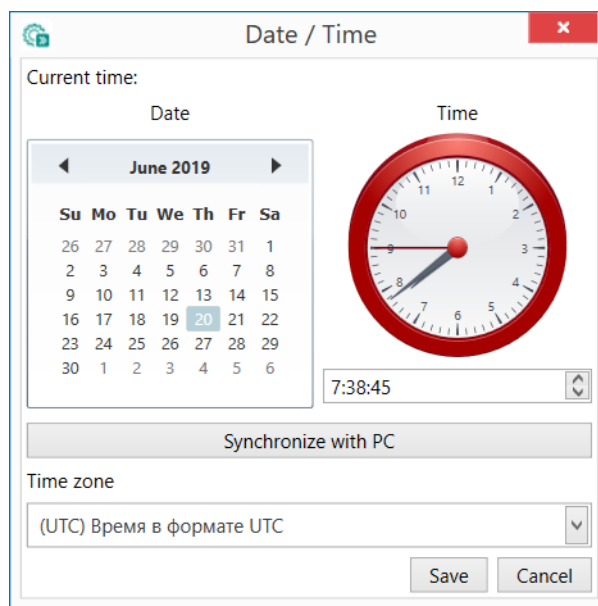 Date / Time
Current time:
Date
Time
June 2019
Su Mo Tu We Th Fr Sa
26 27 28 29 30 31 1
2 3 4 5 6 7 8
9 10 11 12 13 14 15
16 17 18 19 20 21 22
23 24 25 26 27 28 29
30 1 2 3 4 5 6
12
1
2
3
4
5
6
7
8
9
10
11
7:38:45
Synchronize with PC
Time zone
(UTC) Время в формате UTC
Save Cancel